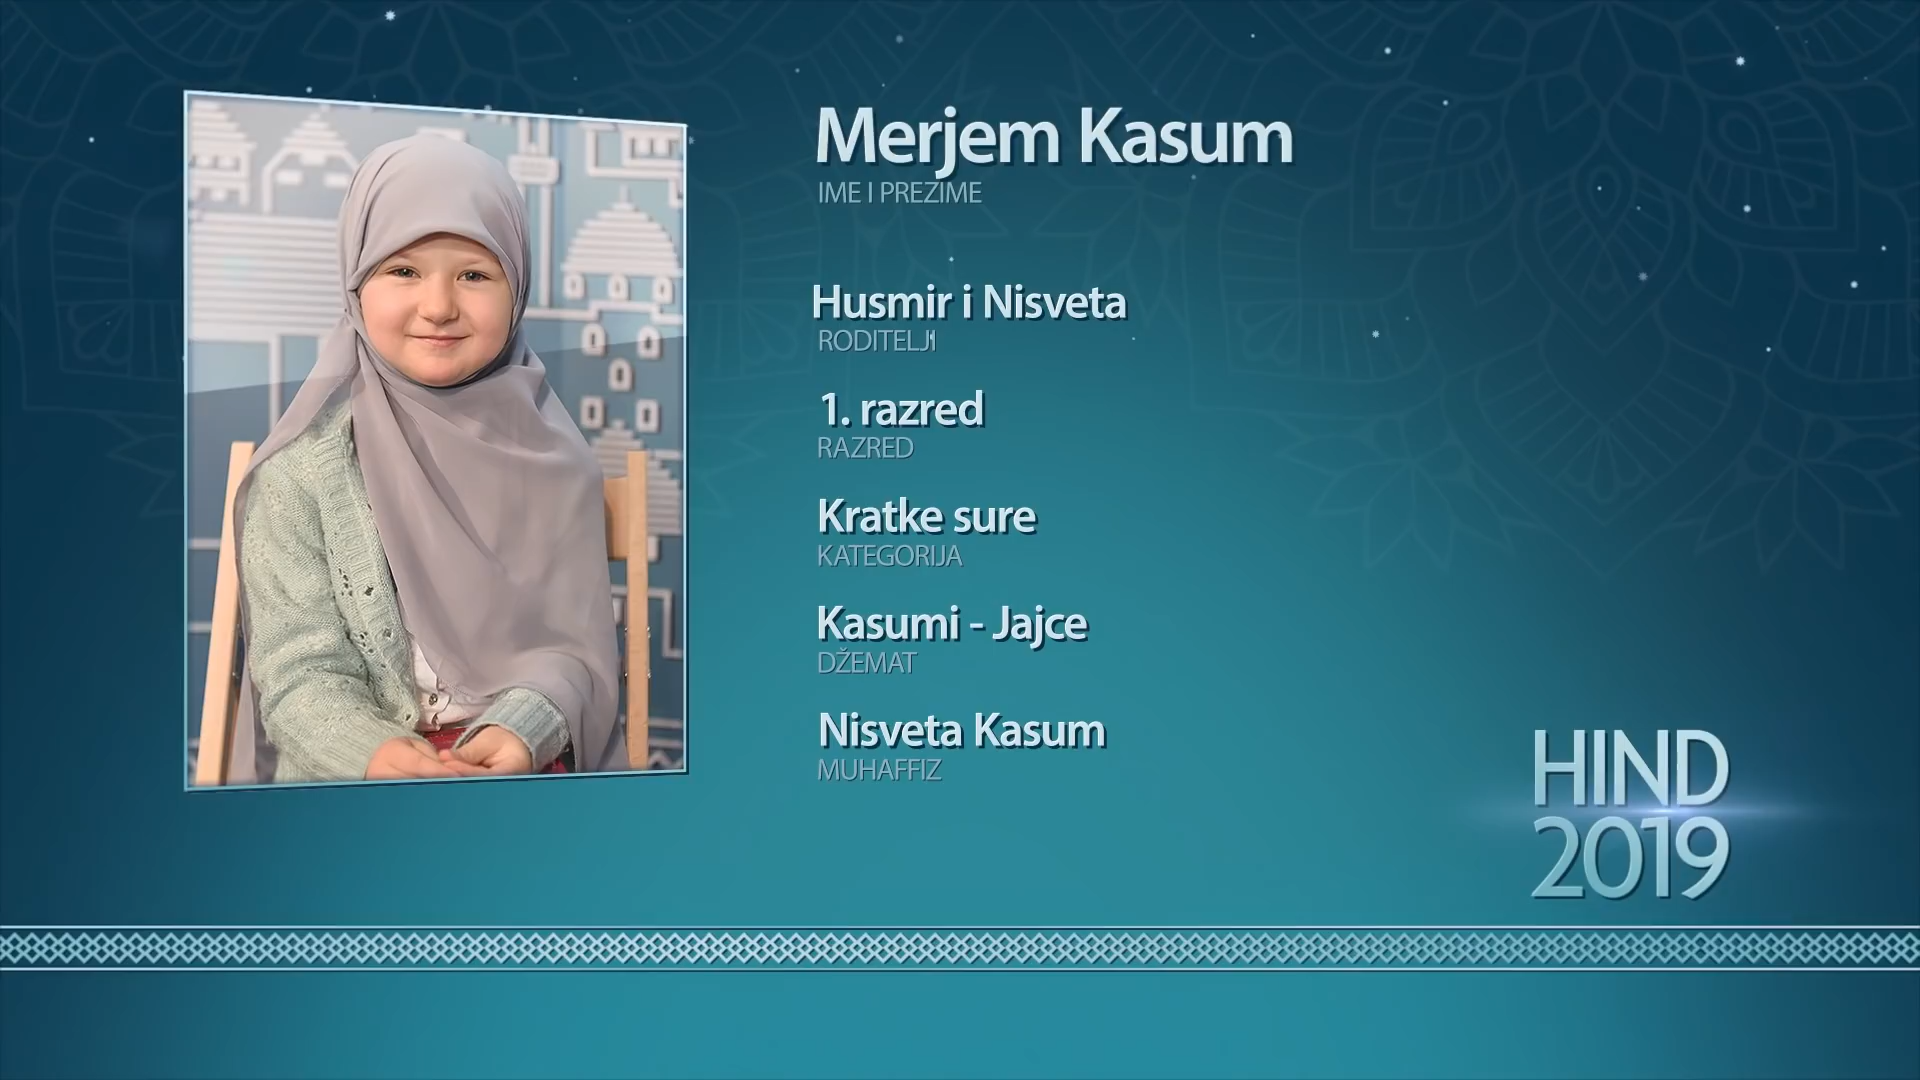 Merjem Kasum
IME I PREZIME
Husmir i Nisveta
RODITELJI
1. razred
RAZRED
Kratke sure
KATEGORIJA
Kasumi - Jajce
DŽEMAT
Nisveta Kasum
MUHAFFIZ
HIND
2019